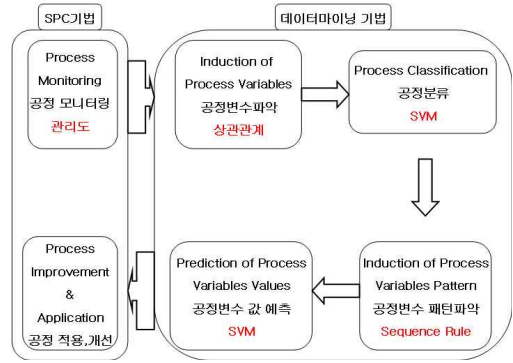 SPC기법
데이터마이닝 기법
Process
Monitoring
공정 모니터링
관리도
Induction of
Process Variables
공정변수파악
상관관계
Process Classification
공정분류
SVM
Process
Improvement
&
Application
공정 적용,개선
Prediction of Process
Variables Values
공정변수 값 예측
SVM
Induction of Process
Variables Pattern
공정변수 패턴파악
Sequence Rule